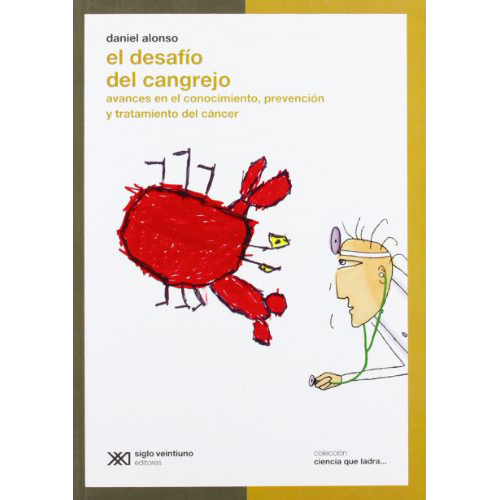 daniel alonso
el desafío
del cangrejo
avances en el conocimiento, prevención
y tratamiento del cáncer
siglo veintiuno
editores
colección
ciencia que ladra...